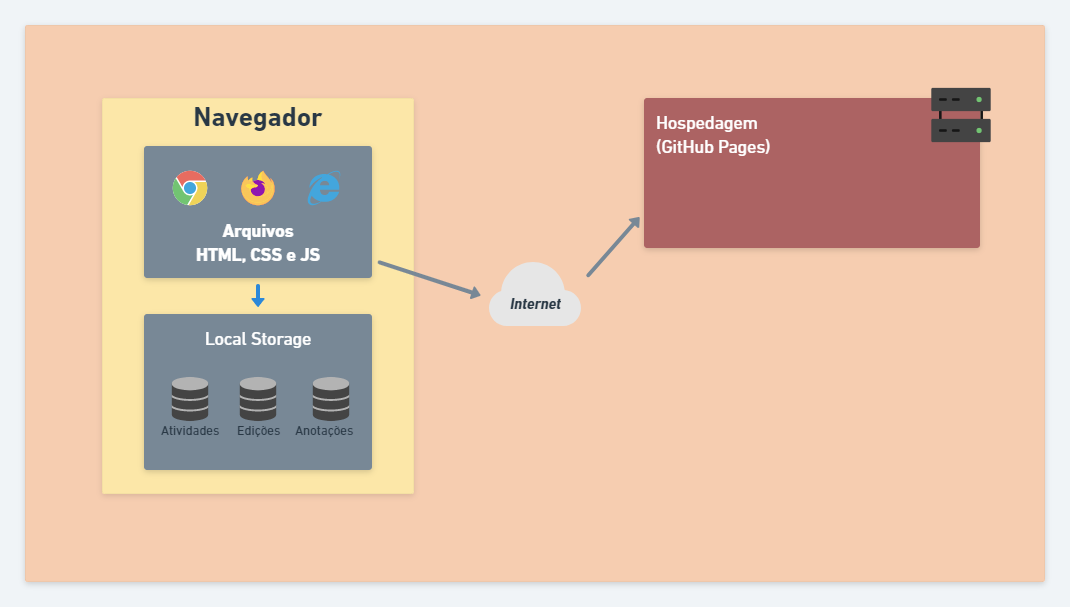 Navegador
Arquivos
HTML, CSS e JS
Local Storage
Atividades
Edições
Anotações
Internet
Hospedagem
(GitHub Pages)